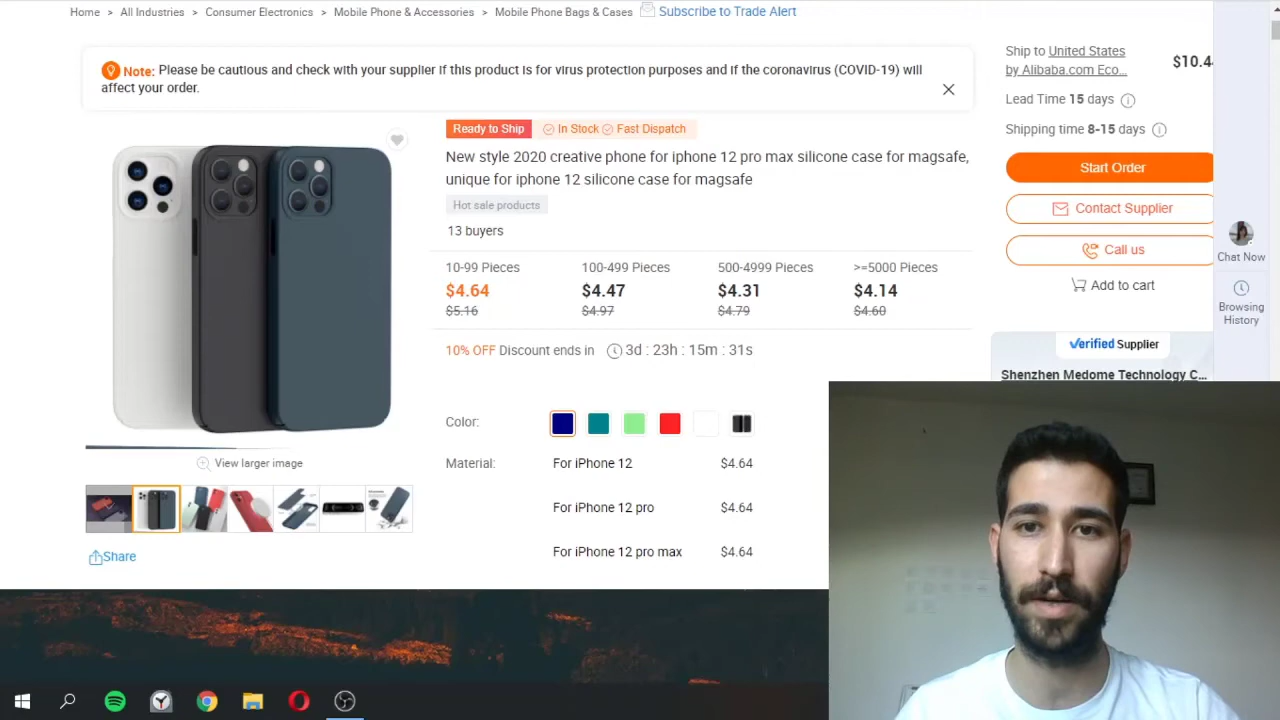 Home > All Industries > Consumer Electronics > Mobile Phone & Accessories > Mobile Phone Bags & Cases Subscribe to Trade Alert
Note: Please be cautious and check with your supplier if this product is for virus protection purposes and if the coronavirus (COVID-19) will
affect your order.
Ready to Ship In Stock Fast Dispatch
New style 2020 creative phone for iphone 12 pro max silicone case for magsafe,
unique for iphone 12 silicone case for magsafe
Hot sale products
13 buyers
10-99 Pieces 100-499 Pieces 500-4999 Pieces >=5000 Pieces
$4.64 $4.47 $4.31 $4.14
$5.16 $4.97 $4.79 $4.60
10% OFF Discount ends in 3d : 23h : 15m : 31s
Color:
Material: For iPhone 12 $4.64
For iPhone 12 pro $4.64
For iPhone 12 pro max $4.64
View larger image
Share
Ship to United States
by Alibaba.com Eco... $10.4
Lead Time 15 days
Shipping time 8-15 days
Start Order
Contact Supplier
Call us
Add to cart
Verified Supplier
Shenzhen Medome Technology C...
Chat Now
Browsing
History